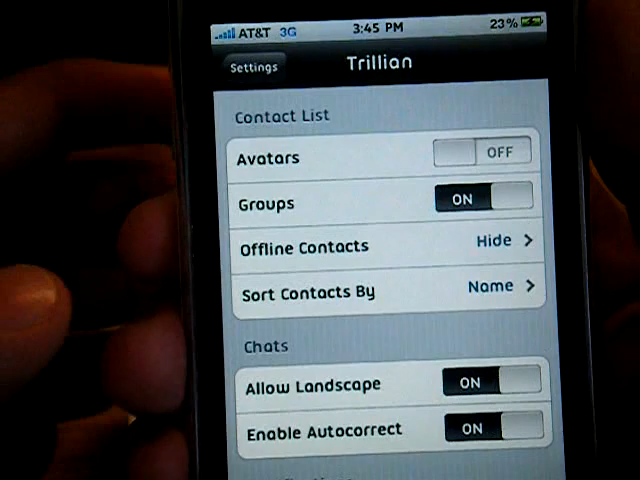 AT&T 3G 3:45 PM 23%
Settings Trillian
Contact List
Avatars OFF
Groups ON
Offline Contacts Hide
Sort Contacts By Name
Chats
Allow Landscape ON
Enable Autocorrect ON